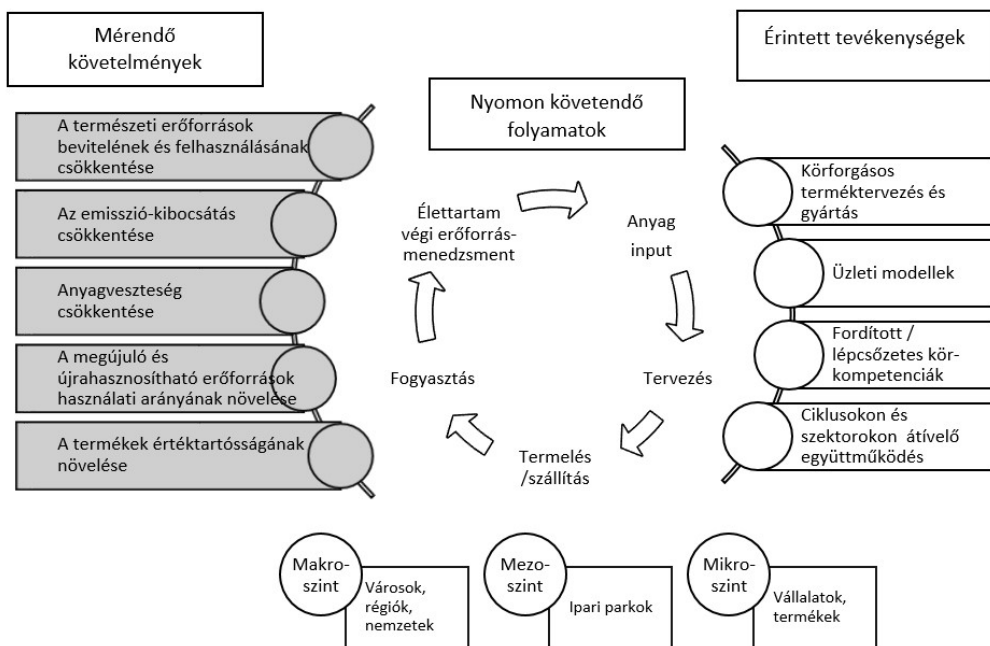 Mérendő
követelmények
A természeti erőforrások
bevitelének és felhasználásának
csökkentése
Az emisszió-kibocsátás
csökkentése
Anyagveszteség
csökkentése
A megújuló és
újrahasznosítható erőforrások
használati arányának növelése
A termékek értéktartósságának
növelése
Nyomon követendő
folyamatok
Élettartam
végi erőforrás-
menedzsment
Anyag
input
Tervezés
Termelés
/szállítás
Fogyasztás
Érintett tevékenységek
Körforgásos
terméktervezés és
gyártás
Üzleti modellek
Fordított /
lépcsőzetes kör-
kompetenciák
Ciklusokon és
szektorokon átívelő
együttműködés
Makro-
szint
Városok,
régiók,
nemzetek
Mezo-
szint
Ipari parkok
Mikro-
szint
Vállalatok,
termékek